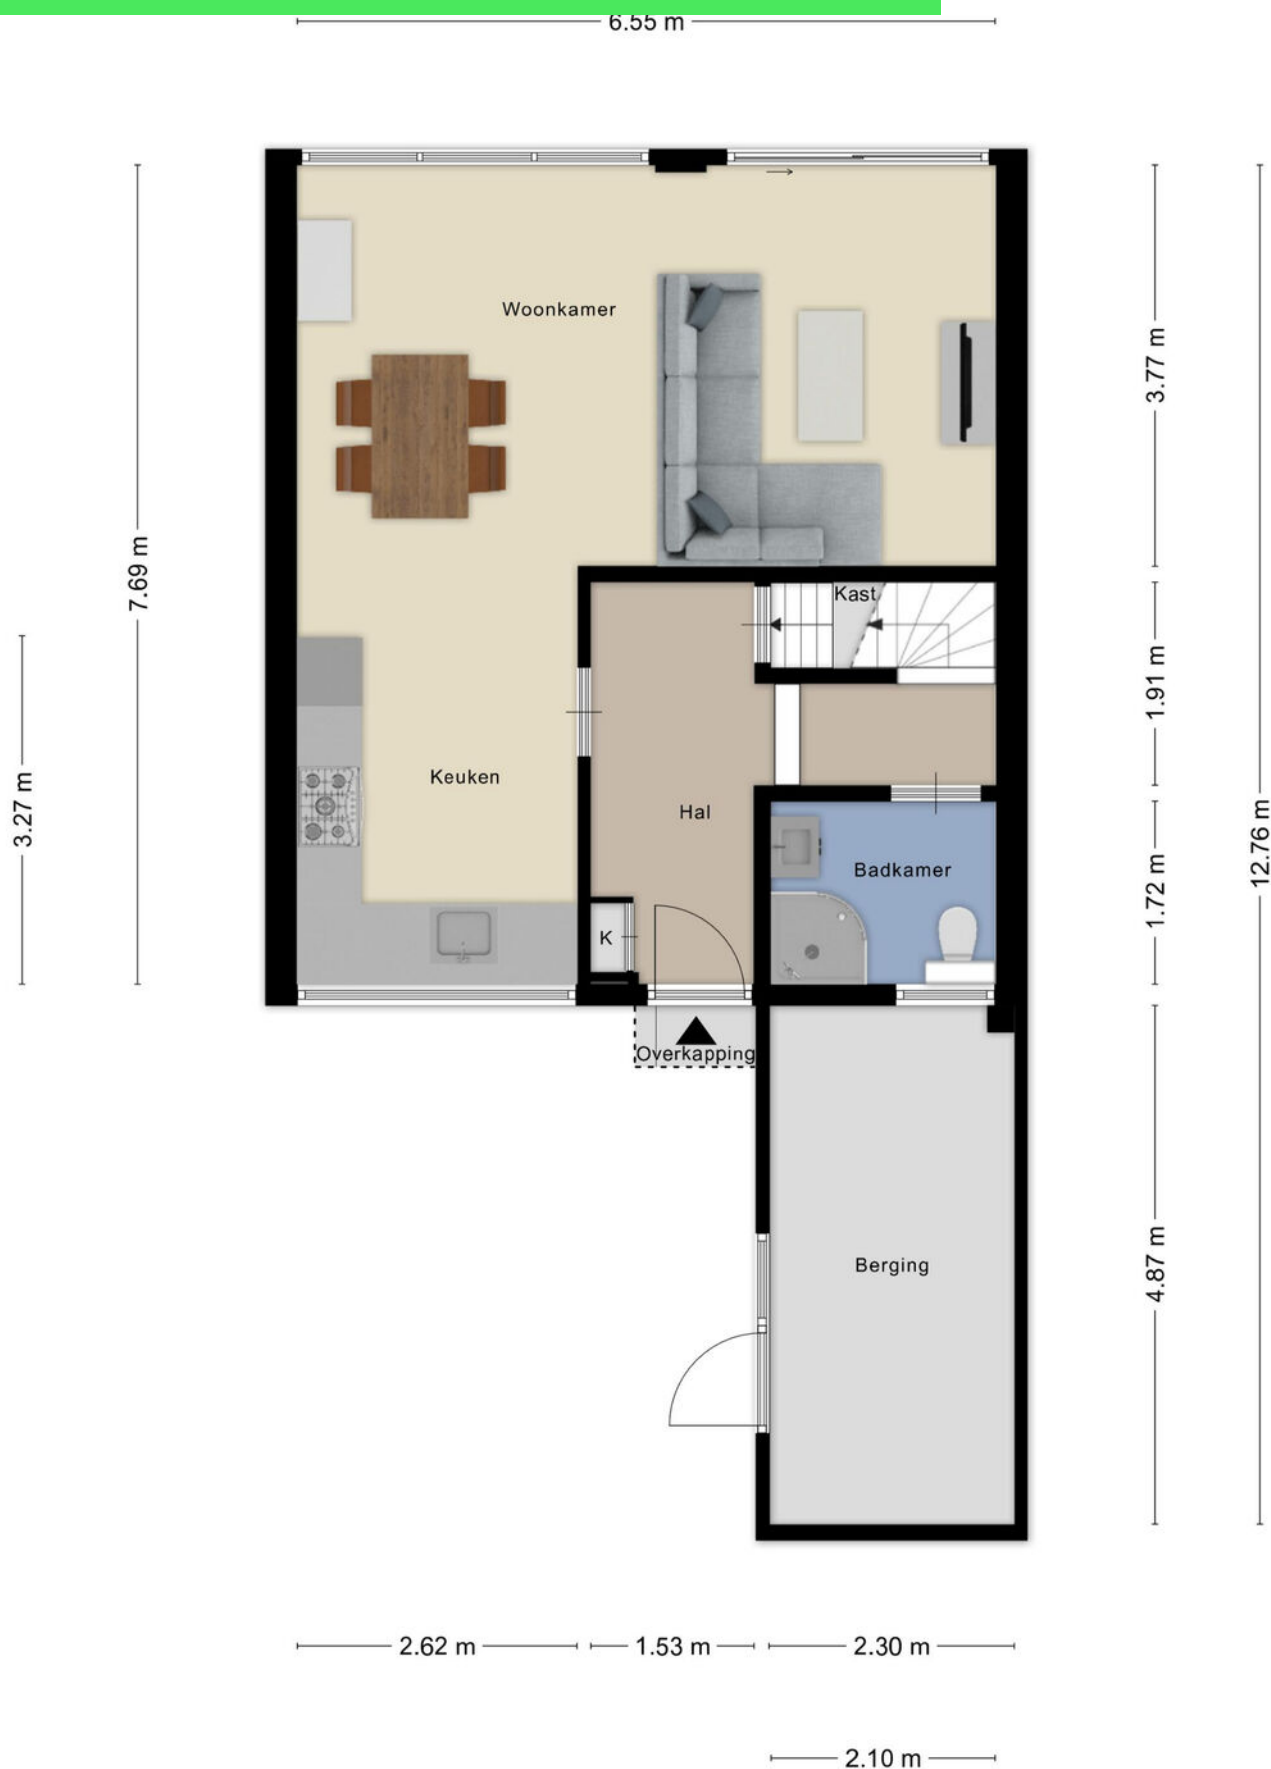 6.55 m
Woonkamer
3.77 m
7.69 m
Kast
1.91 m
Keuken
3.27 m
Hal
12.76 m
Badkamer
1.72 m
K
Overkapping
4.87 m
Berging
2.62 m
1.53 m
2.30 m
2.10 m